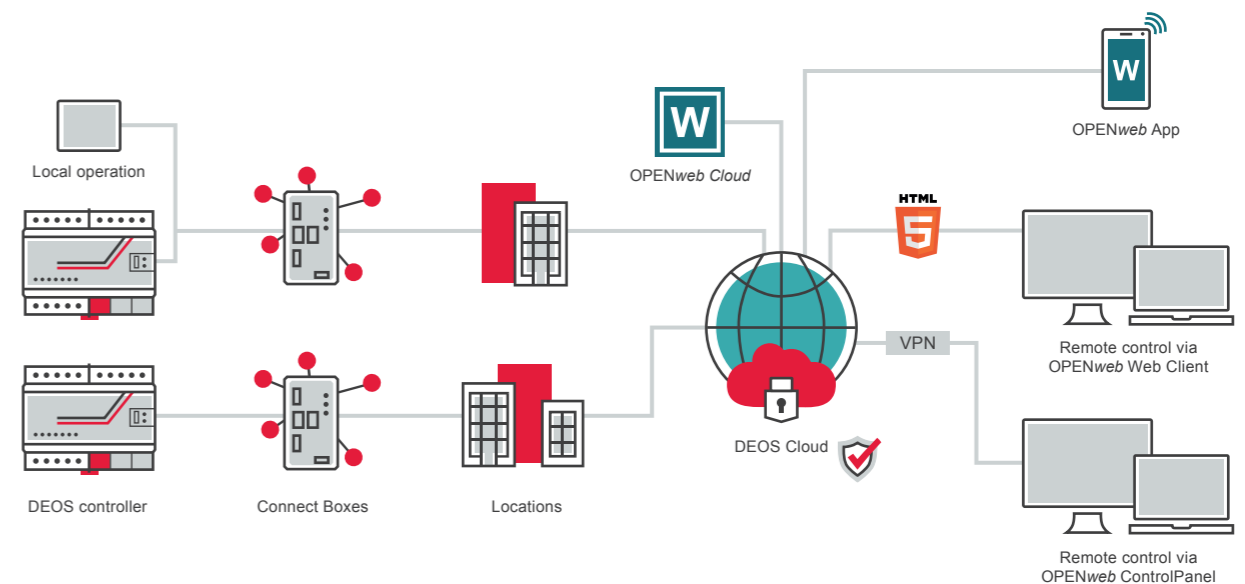 W
OPENweb App
W
OPENweb Cloud
Local operation
HTML
5
VPN
Remote control via
OPENweb Web Client
DEOS Cloud
DEOS controller
Connect Boxes
Locations
Remote control via
OPENweb ControlPanel